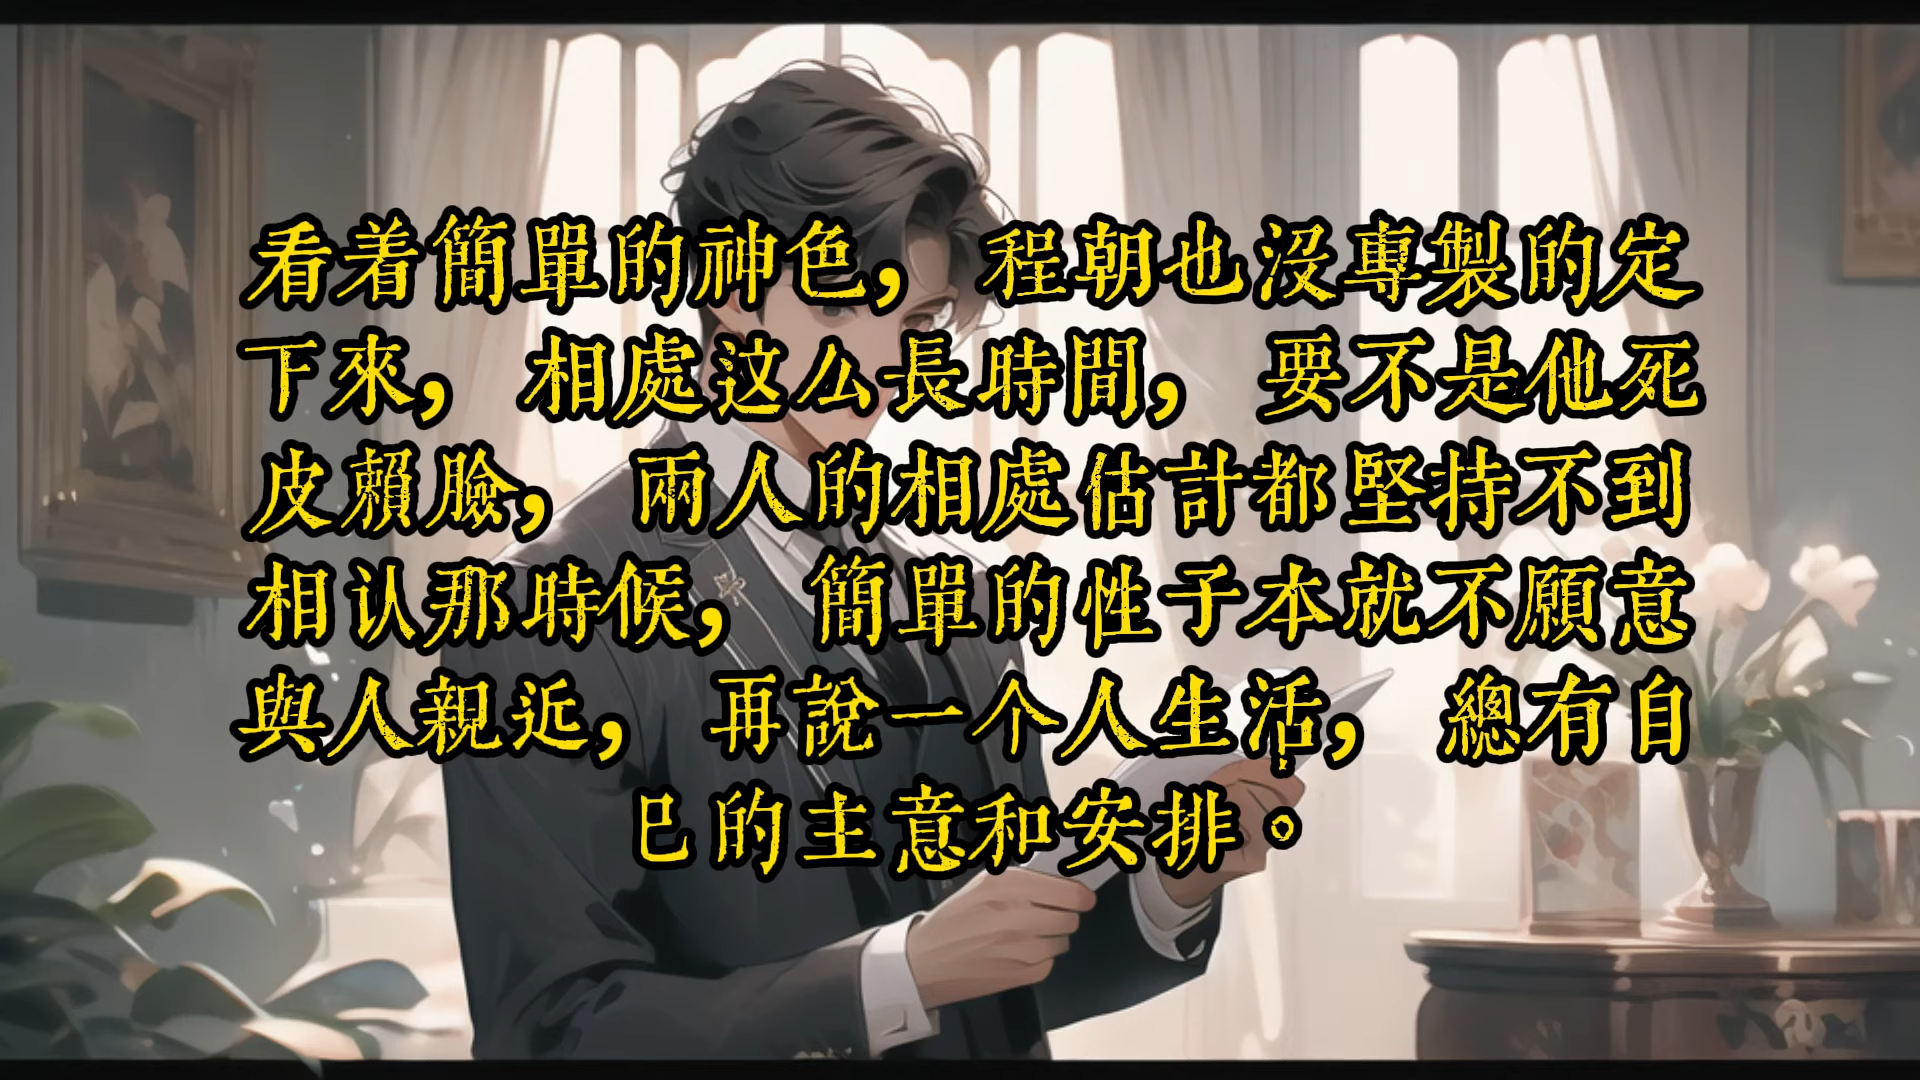 看着簡單的神色，程朝也沒專製的定
下來，相處这么長時間，要不是他死
皮賴臉，兩人的相處估計都堅持不到
相认那時候，簡單的性子本就不願意
與人親近，再說一个人生活，總有自
已的主意和安排。